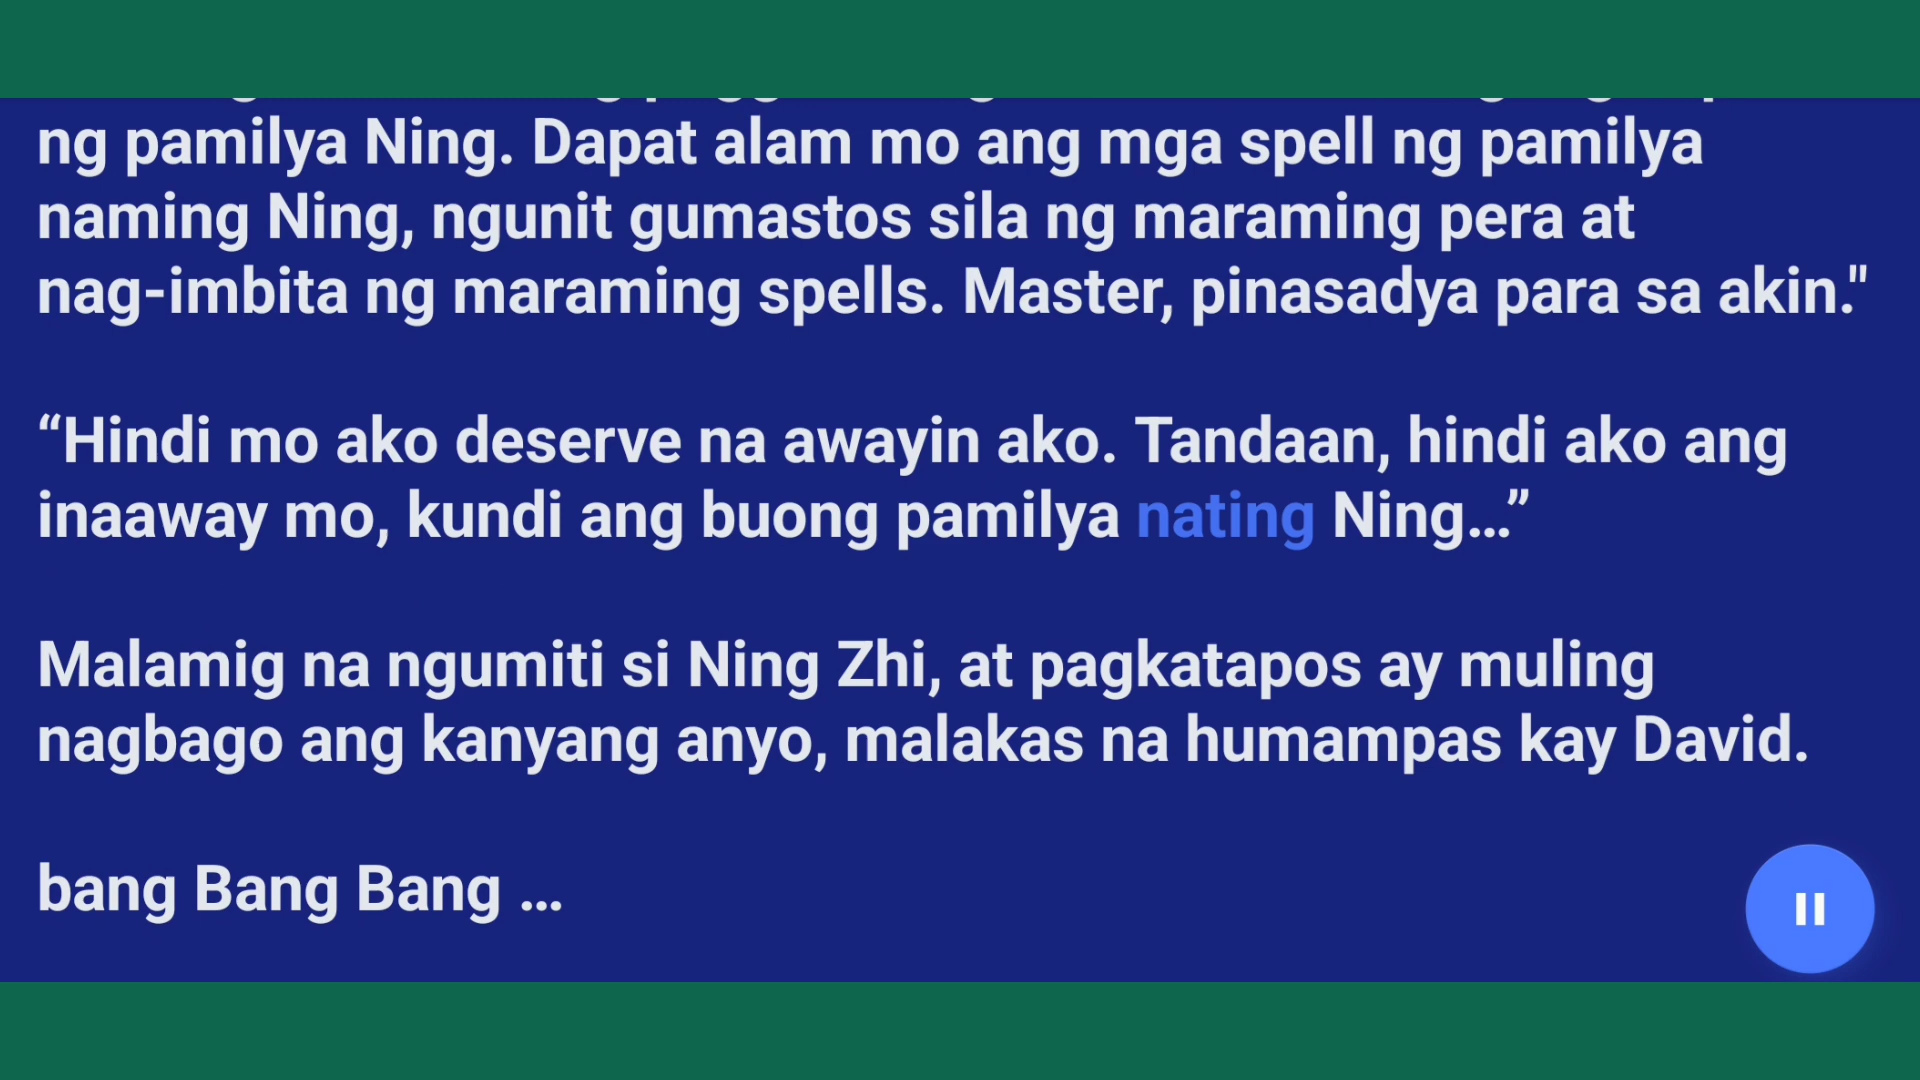 ng pamilya Ning. Dapat alam mo ang mga spell ng pamilya
naming Ning, ngunit gumastos sila ng maraming pera at
nag-imbita ng maraming spells. Master, pinasadya para sa akin."
“Hindi mo ako deserve na awayin ako. Tandaan, hindi ako ang
inaaway mo, kundi ang buong pamilya nating Ning...”
Malamig na ngumiti si Ning Zhi, at pagkatapos ay muling
nagbago ang kanyang anyo, malakas na humampas kay David.
bang Bang Bang ...